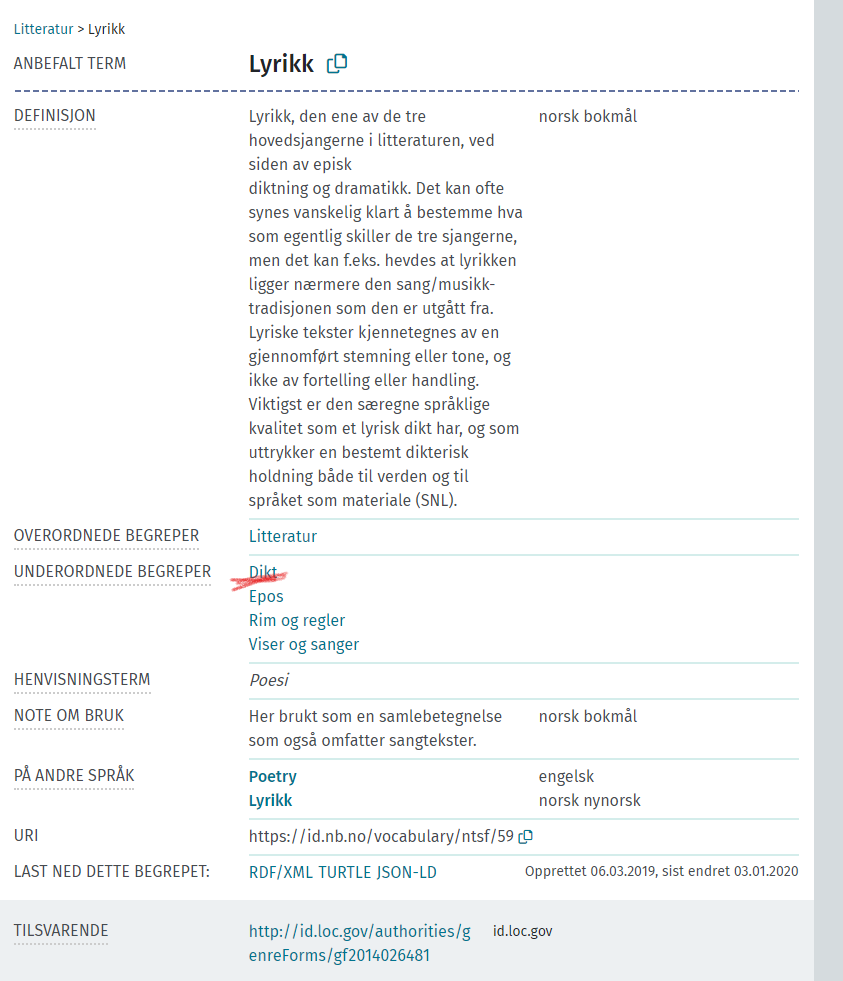 Litteratur > Lyrikk
ANBEFALT TERM
Lyrikk
DEFINISJON
Lyrikk, den ene av de tre
norsk bokmål
hovedsjangerne i litteraturen, ved
siden av episk
diktning og dramatikk. Det kan ofte
synes vanskelig klart å bestemme hva
som egentlig skiller de tre sjangerne,
men det kan f.eks. hevdes at lyrikken
ligger nærmere den sang/musikk-
tradisjonen som den er utgått fra.
Lyriske tekster kjennetegnes av en
gjennomført stemning eller tone, og
ikke av fortelling eller handling.
Viktigst er den særegne språklige
kvalitet som et lyrisk dikt har, og som
uttrykker en bestemt dikterisk
holdning både til verden og til
språket som materiale (SNL).
OVERORDNEDE BEGREPER
Litteratur
UNDERORDNEDE BEGREPER
Dikt
Epos
Rim og regler
Viser og sanger
HENVISNINGSTERM
Poesi
NOTE OM BRUK
Her brukt som en samlebetegnelse
norsk bokmål
som også omfatter sangtekster.
PÅ ANDRE SPRÅK
Poetry
engelsk
Lyrikk
norsk nynorsk
URI
https://id.nb.no/vocabulary/ntsf/59
LAST NED DETTE BEGREPET:
RDF/XML TURTLE JSON-LD
Opprettet 06.03.2019, sist endret 03.01.2020
TILSVARENDE
http://id.loc.gov/authorities/g
id.loc.gov
enreForms/gf2014026481